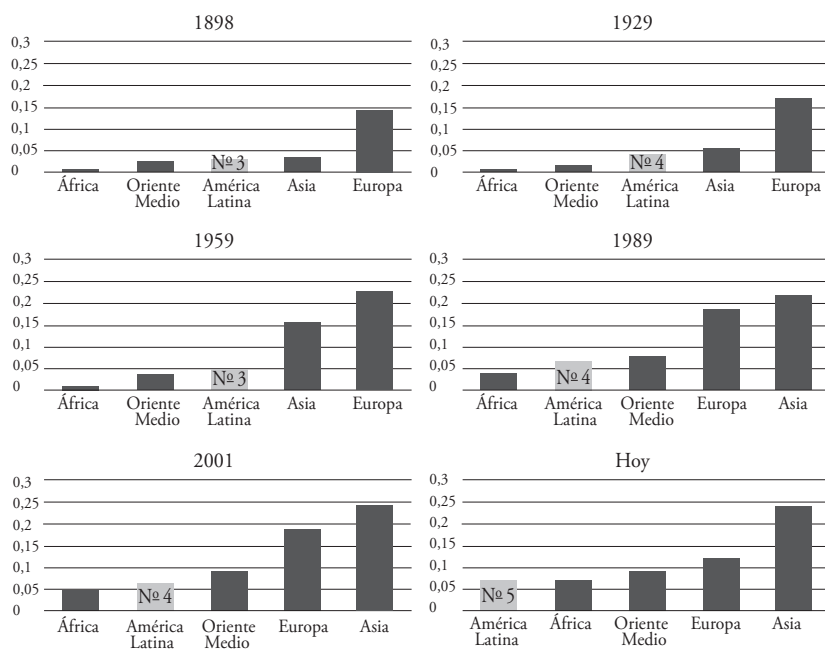 1898
0,3
0,25
0,2
0,15
0,1
0,05
0
Nº 3
África
Oriente
Medio
América
Latina
Asia
Europa
1929
0,3
0,25
0,2
0,15
0,1
0,05
0
Nº 4
África
Oriente
Medio
América
Latina
Asia
Europa
1959
0,3
0,25
0,2
0,15
0,1
0,05
0
Nº 3
África
Oriente
Medio
América
Latina
Asia
Europa
1989
0,3
0,25
0,2
0,15
0,1
0,05
0
Nº 4
África
América
Latina
Oriente
Medio
Europa
Asia
2001
0,3
0,25
0,2
0,15
0,1
0,05
0
Nº 4
África
América
Latina
Oriente
Medio
Europa
Asia
Hoy
0,3
0,25
0,2
0,15
0,1
0,05
0
Nº 5
América
Latina
África
Oriente
Medio
Europa
Asia